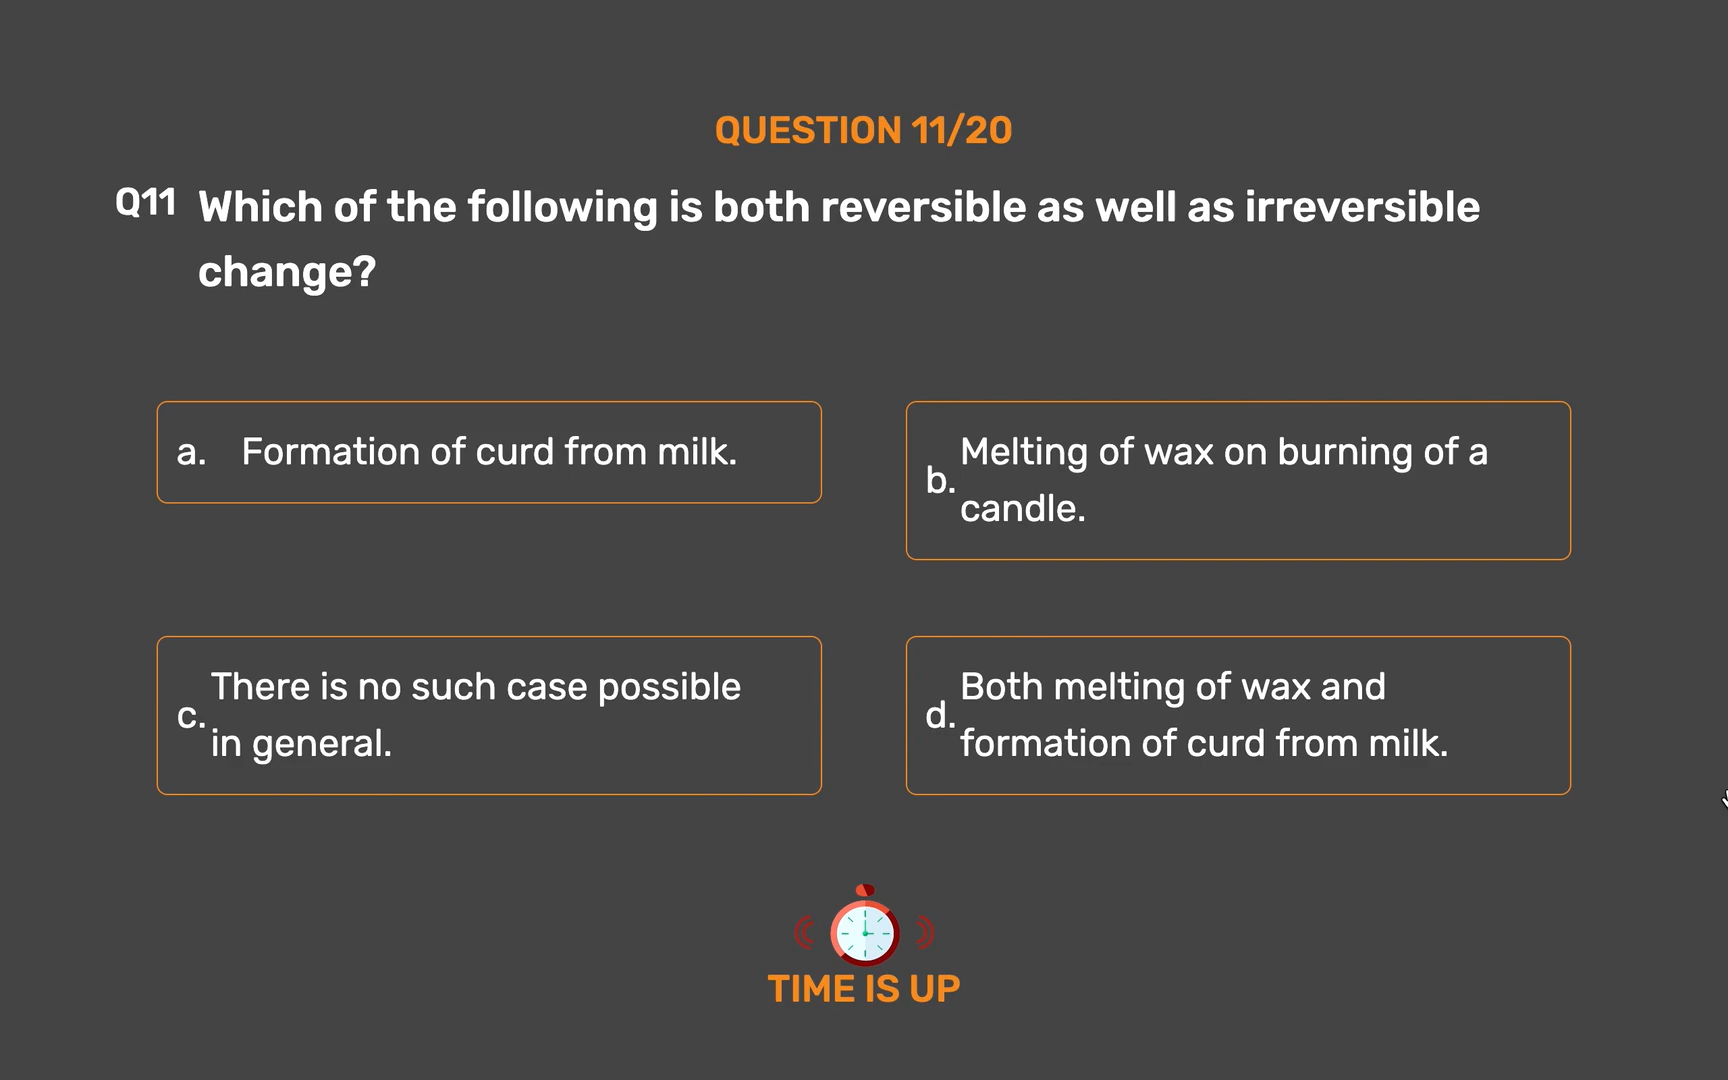 QUESTION 11/20
Q11 Which of the following is both reversible as well as irreversible
change?
a. Formation of curd from milk.
b. Melting of wax on burning of a
candle.
c. There is no such case possible
in general.
d. Both melting of wax and
formation of curd from milk.
TIME IS UP